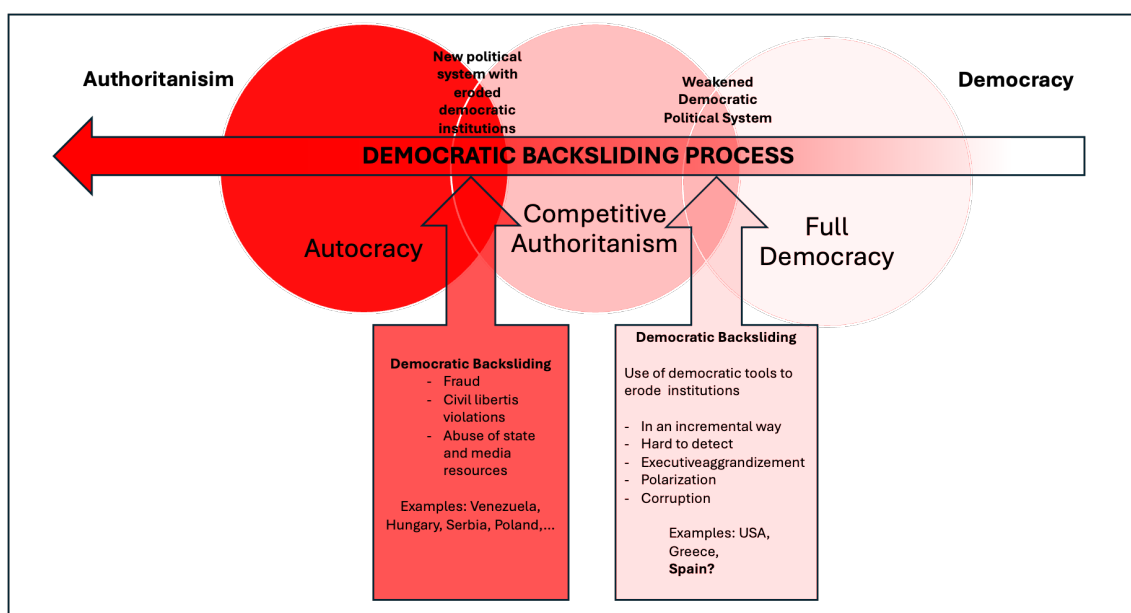 Authoritanisim
New political
system with
eroded
democratic
institutions
Weakened
Democratic
Political System
Democracy
DEMOCRATIC BACKSLIDING PROCESS
Autocracy
Competitive
Authoritanism
Full
Democracy
Democratic Backsliding
- Fraud
- Civil libertis
violations
- Abuse of state
and media
resources
Examples: Venezuela,
Hungary, Serbia, Poland,...
Democratic Backsliding
Use of democratic tools to
erode institutions
- In an incremental way
- Hard to detect
- Executiveaggrandizement
- Polarization
- Corruption
Examples: USA,
Greece,
Spain?